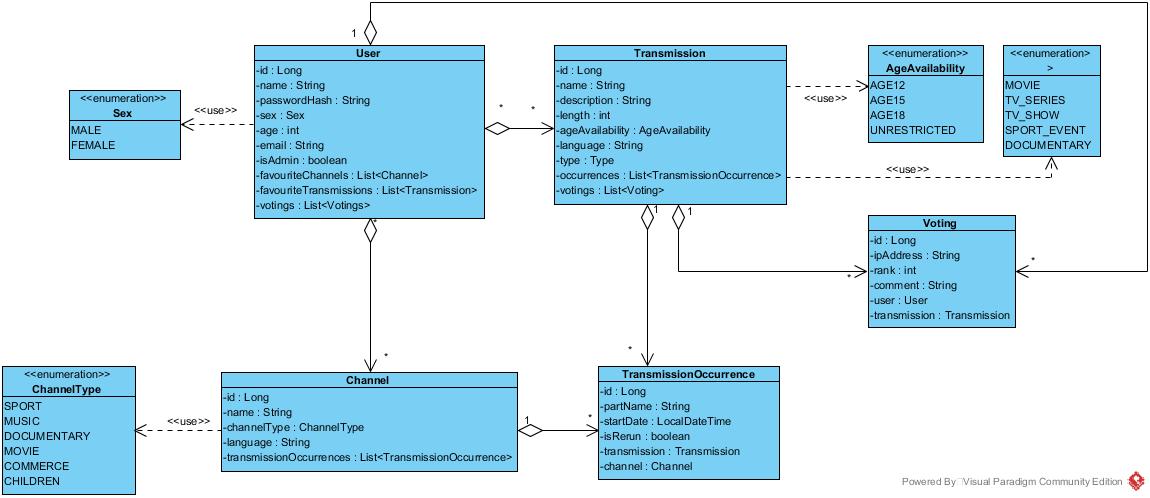 1
User
-id : Long
-name : String
-passwordHash : String
-sex : Sex
-age : int
-email : String
-isAdmin : boolean
-favouriteChannels : List<Channel>
-favouriteTransmissions : List<Transmission>
-votings : List<Votings>
<<enumeration>>
Sex
MALE
FEMALE
<<use>>
*
*
Transmission
-id : Long
-name : String
-description : String
-length : int
-ageAvailability : AgeAvailability
-language : String
-type : Type
-occurrences : List<TransmissionOccurrence>
-votings : List<Voting>
<<use>>
<<enumeration>>
AgeAvailability
AGE12
AGE15
AGE18
UNRESTRICTED
<<enumeration>
>
MOVIE
TV_SERIES
TV_SHOW
SPORT_EVENT
DOCUMENTARY
<<use>>
*
1
1
Voting
-id : Long
-ipAddress : String
-rank : int
-comment : String
-user : User
-transmission : Transmission
*
*
*
*
<<enumeration>>
ChannelType
SPORT
MUSIC
DOCUMENTARY
MOVIE
COMMERCE
CHILDREN
<<use>>
Channel
-id : Long
-name : String
-channelType : ChannelType
-language : String
-transmissionOccurrences : List<TransmissionOccurrence>
1
*
TransmissionOccurrence
-id : Long
-partName : String
-startDate : LocalDateTime
-isRerun : boolean
-transmission : Transmission
-channel : Channel
Powered By Visual Paradigm Community Edition